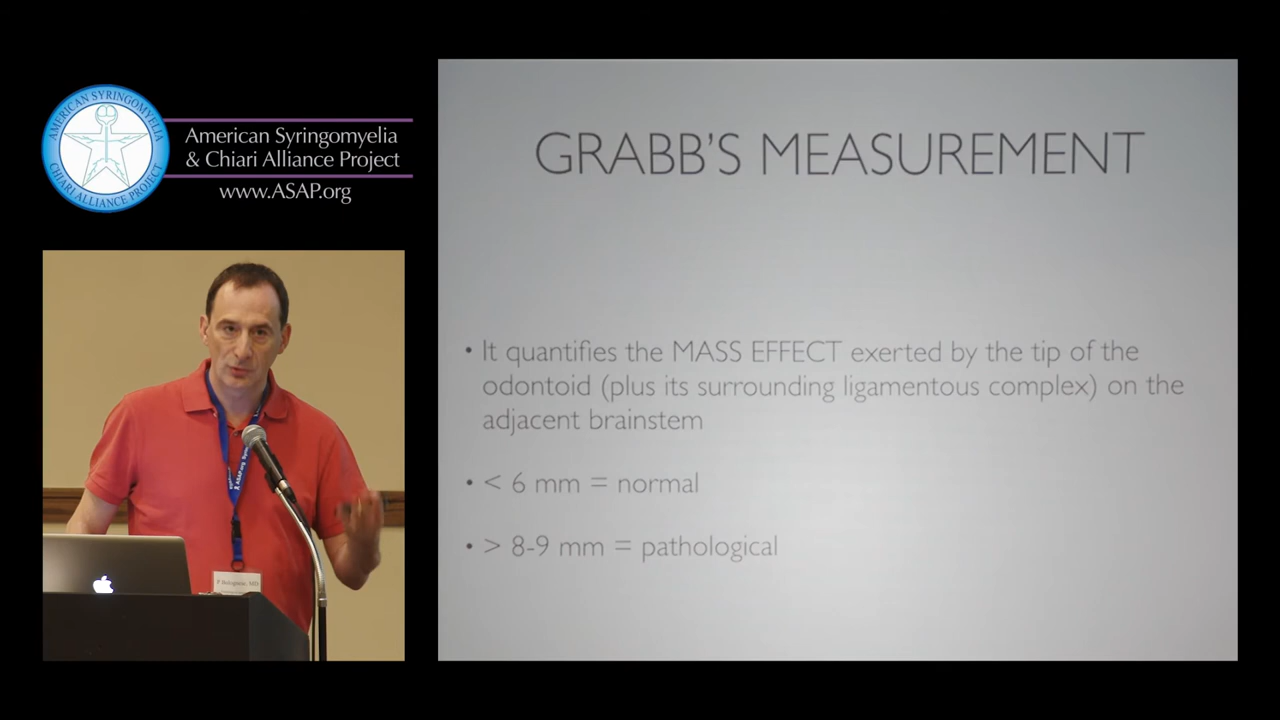 AMERICAN SYRINGOMYELIA
CHIARI ALLIANCE PROJECT
American Syringomyelia
& Chiari Alliance Project
www.ASAP.org
GRABB'S MEASUREMENT
• It quantifies the MASS EFFECT exerted by the tip of the
odontoid (plus its surrounding ligamentous complex) on the
adjacent brainstem
• < 6 mm = normal
• > 8-9 mm = pathological
P Bolognese, MD